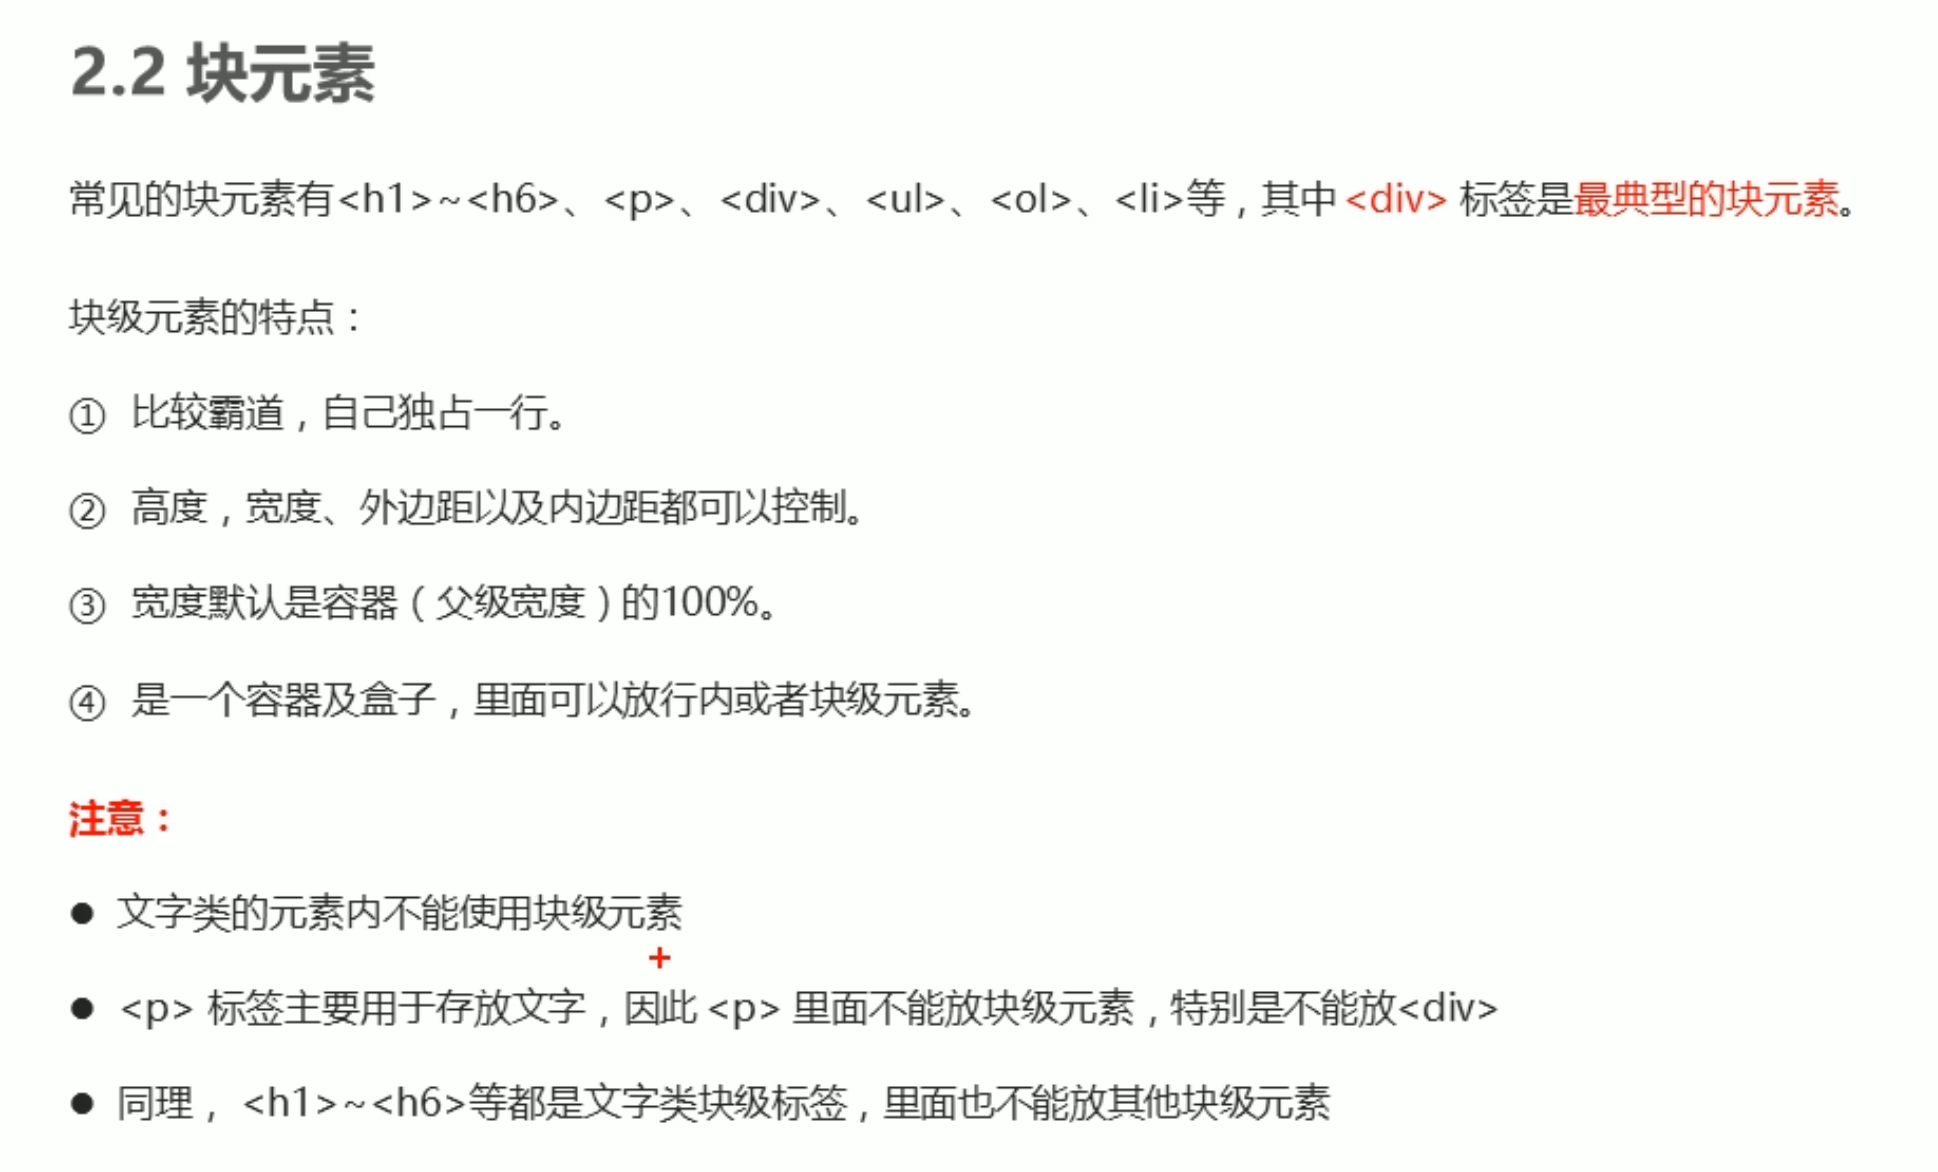 2.2 块元素
常见的块元素有<h1>~<h6>、<p>、<div>、<ul>、<ol>、<li>等，其中 <div> 标签是最典型的块元素。
块级元素的特点：
① 比较霸道，自己独占一行。
② 高度，宽度、外边距以及内边距都可以控制。
③ 宽度默认是容器（父级宽度）的100%。
④ 是一个容器及盒子，里面可以放行内或者块级元素。
注意：
● 文字类的元素内不能使用块级元素
● <p> 标签主要用于存放文字，因此 <p> 里面不能放块级元素，特别是不能放<div>
● 同理， <h1>~<h6>等都是文字类块级标签，里面也不能放其他块级元素